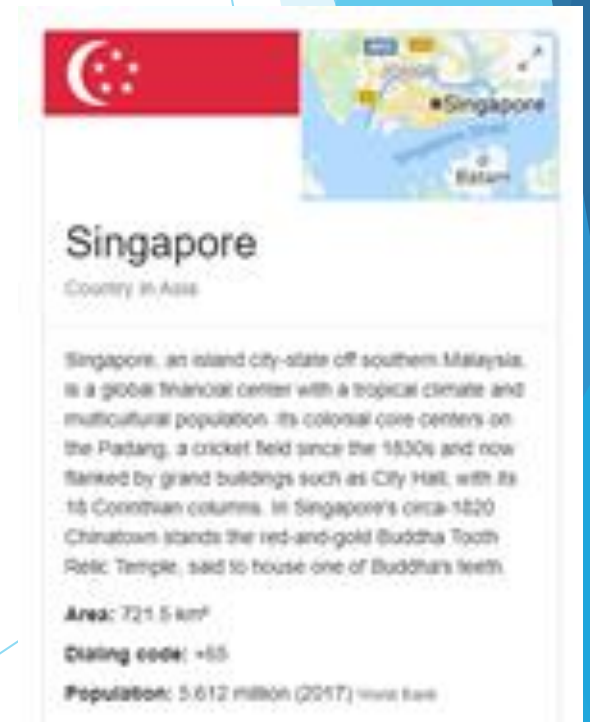 Singapore
Batam
Singapore
Country in Asia
Singapore, an island city-state off southern Malaysia,
is a global financial center with a tropical climate and
multicultural population. Its colonial core centers on
the Padang, a cricket field since the 1830s and now
flanked by grand buildings such as City Hall, with its
18 Corinthian columns. In Singapore's circa-1820
Chinatown stands the red-and-gold Buddha Tooth
Relic Temple, said to house one of Buddha's teeth.
Area: 721.5 km²
Dialing code: +65
Population: 5.612 million (2017) World Bank